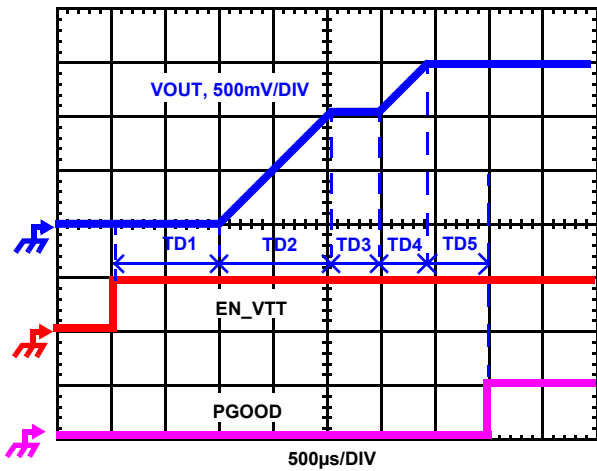 VOUT, 500mV/DIV
TD1 TD2 TD3 TD4 TD5
EN_VTT
PGOOD
500µs/DIV